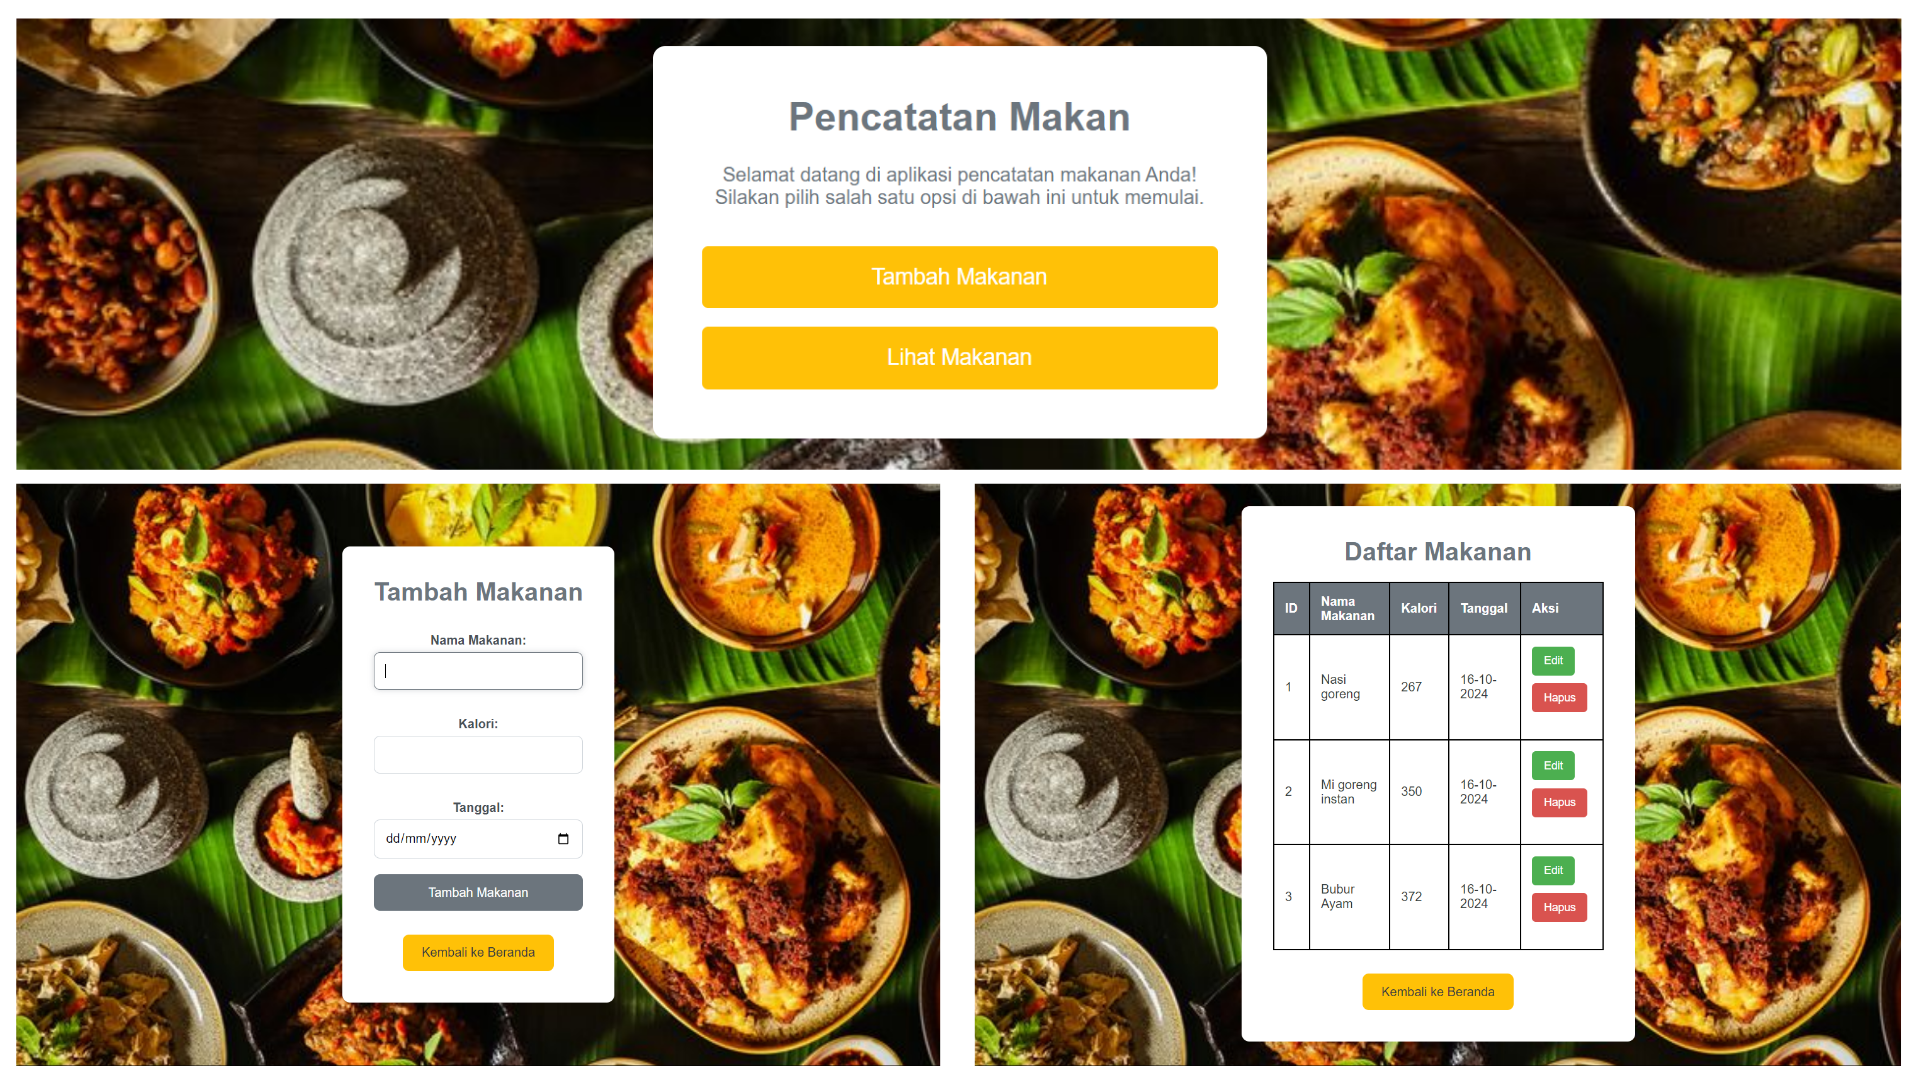 Pencatatan Makan
Selamat datang di aplikasi pencatatan makanan Anda!
Silakan pilih salah satu opsi di bawah ini untuk memulai.
Tambah Makanan
Lihat Makanan
Tambah Makanan
Nama Makanan:
Kalori:
Tanggal:
dd/mm/yyyy
Tambah Makanan
Kembali ke Beranda
Daftar Makanan
ID Nama Makanan Kalori Tanggal Aksi
1 Nasi goreng 267 16-10-2024 Edit Hapus
2 Mi goreng instan 350 16-10-2024 Edit Hapus
3 Bubur Ayam 372 16-10-2024 Edit Hapus
Kembali ke Beranda